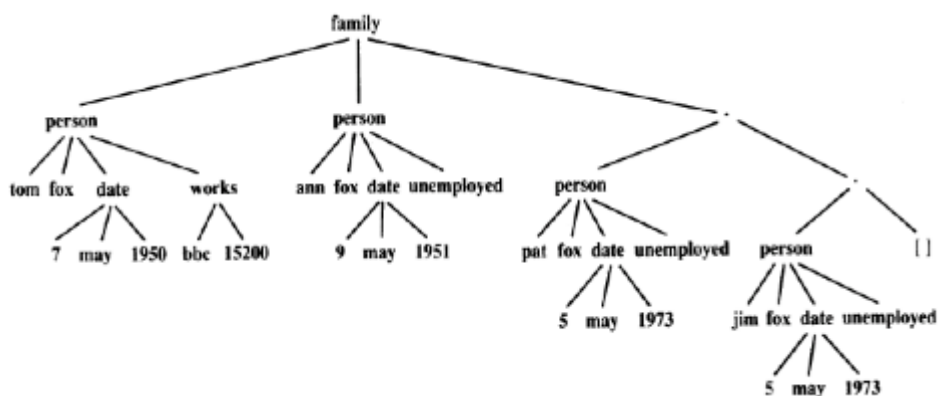 family
person person .
tom fox date works ann fox date unemployed person .
7 may 1950 bbc 15200 9 may 1951 pat fox date unemployed person [ ]
5 may 1973 jim fox date unemployed
5 may 1973